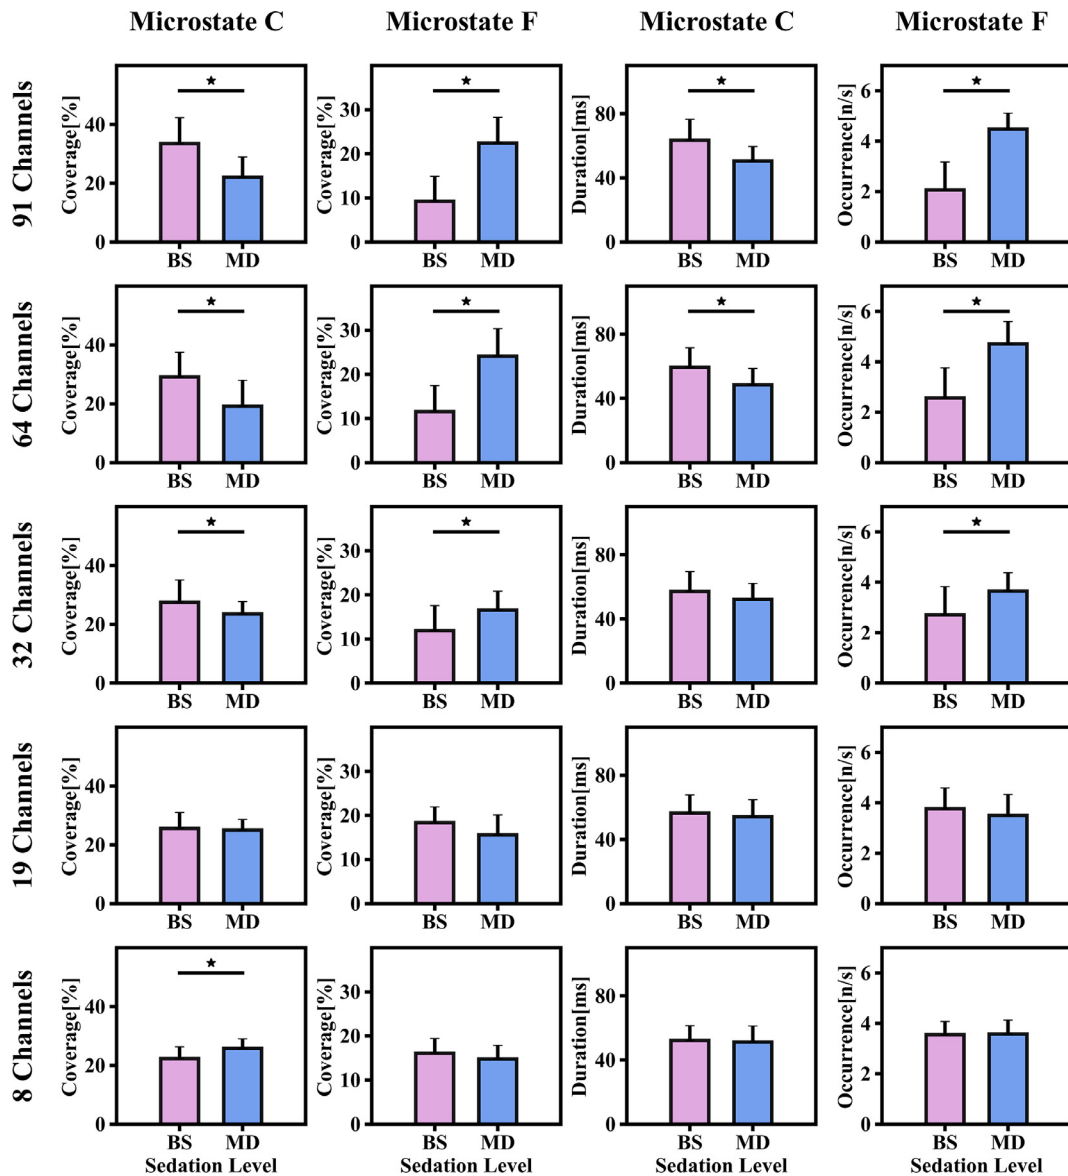 Microstate C Microstate F Microstate C Microstate F
91 Channels
Coverage[%] 40 20 0 BS MD
Coverage[%] 30 20 10 0 BS MD
Duration[ms] 80 40 0 BS MD
Occurrence[n/s] 6 4 2 0 BS MD
64 Channels
Coverage[%] 40 20 0 BS MD
Coverage[%] 30 20 10 0 BS MD
Duration[ms] 80 40 0 BS MD
Occurrence[n/s] 6 4 2 0 BS MD
32 Channels
Coverage[%] 40 20 0 BS MD
Coverage[%] 30 20 10 0 BS MD
Duration[ms] 80 40 0 BS MD
Occurrence[n/s] 6 4 2 0 BS MD
19 Channels
Coverage[%] 40 20 0 BS MD
Coverage[%] 30 20 10 0 BS MD
Duration[ms] 80 40 0 BS MD
Occurrence[n/s] 6 4 2 0 BS MD
8 Channels
Coverage[%] 40 20 0 BS MD
Coverage[%] 30 20 10 0 BS MD
Duration[ms] 80 40 0 BS MD
Occurrence[n/s] 6 4 2 0 BS MD
Sedation Level Sedation Level Sedation Level Sedation Level